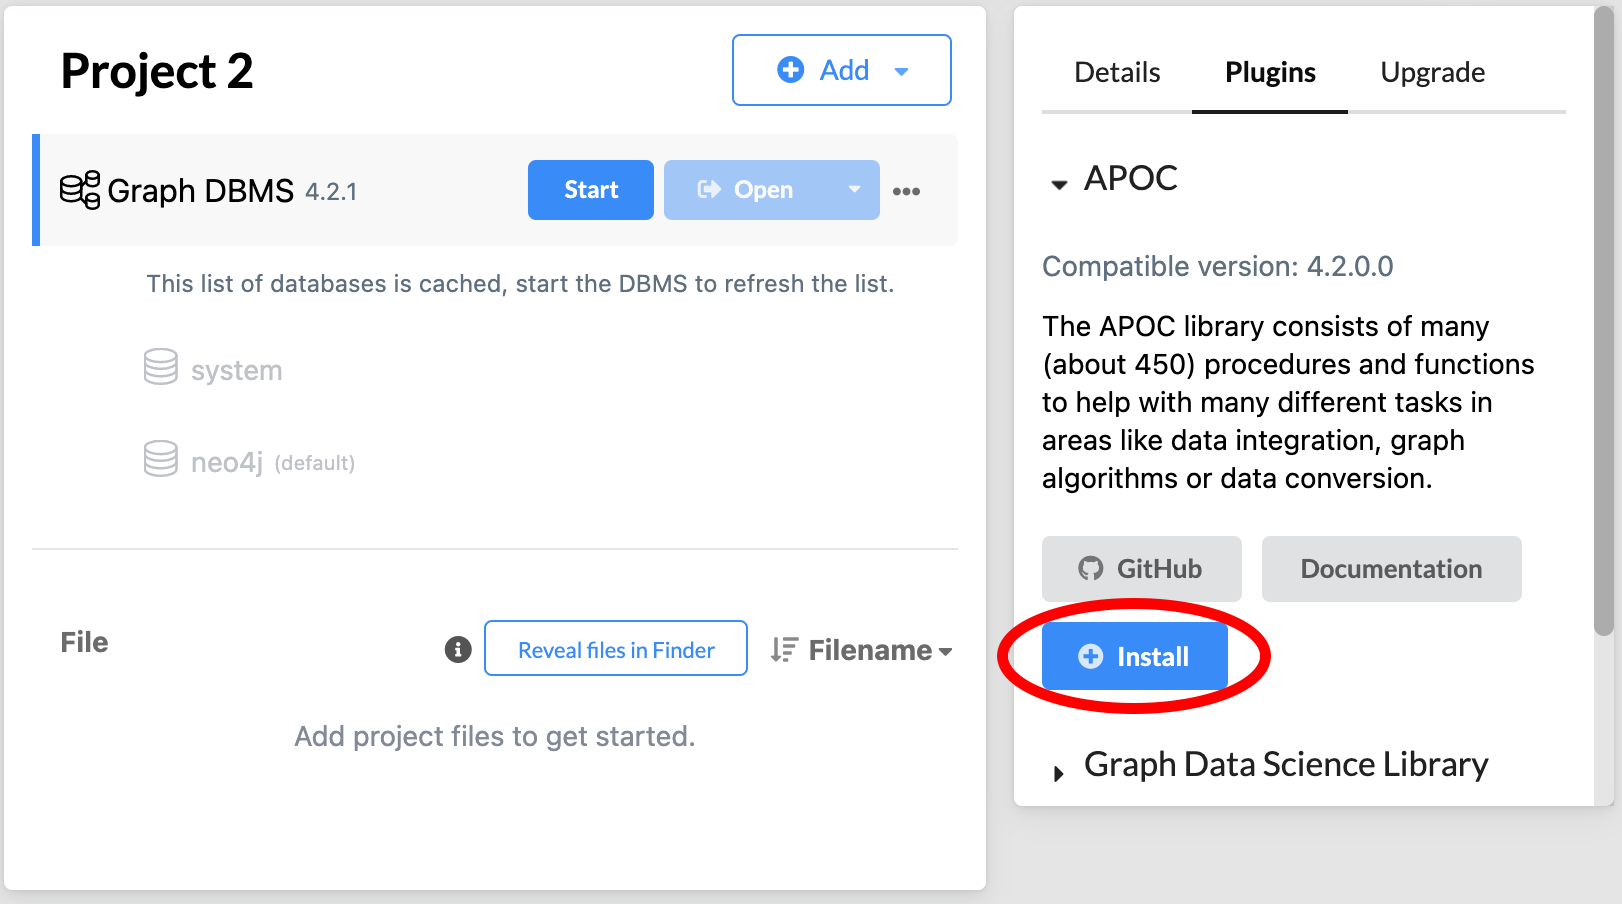 Project 2
Add
Graph DBMS 4.2.1
Start
Open
This list of databases is cached, start the DBMS to refresh the list.
system
neo4j (default)
File
Reveal files in Finder
Filename
Add project files to get started.
Details
Plugins
Upgrade
APOC
Compatible version: 4.2.0.0
The APOC library consists of many
(about 450) procedures and functions
to help with many different tasks in
areas like data integration, graph
algorithms or data conversion.
GitHub
Documentation
Install
Graph Data Science Library